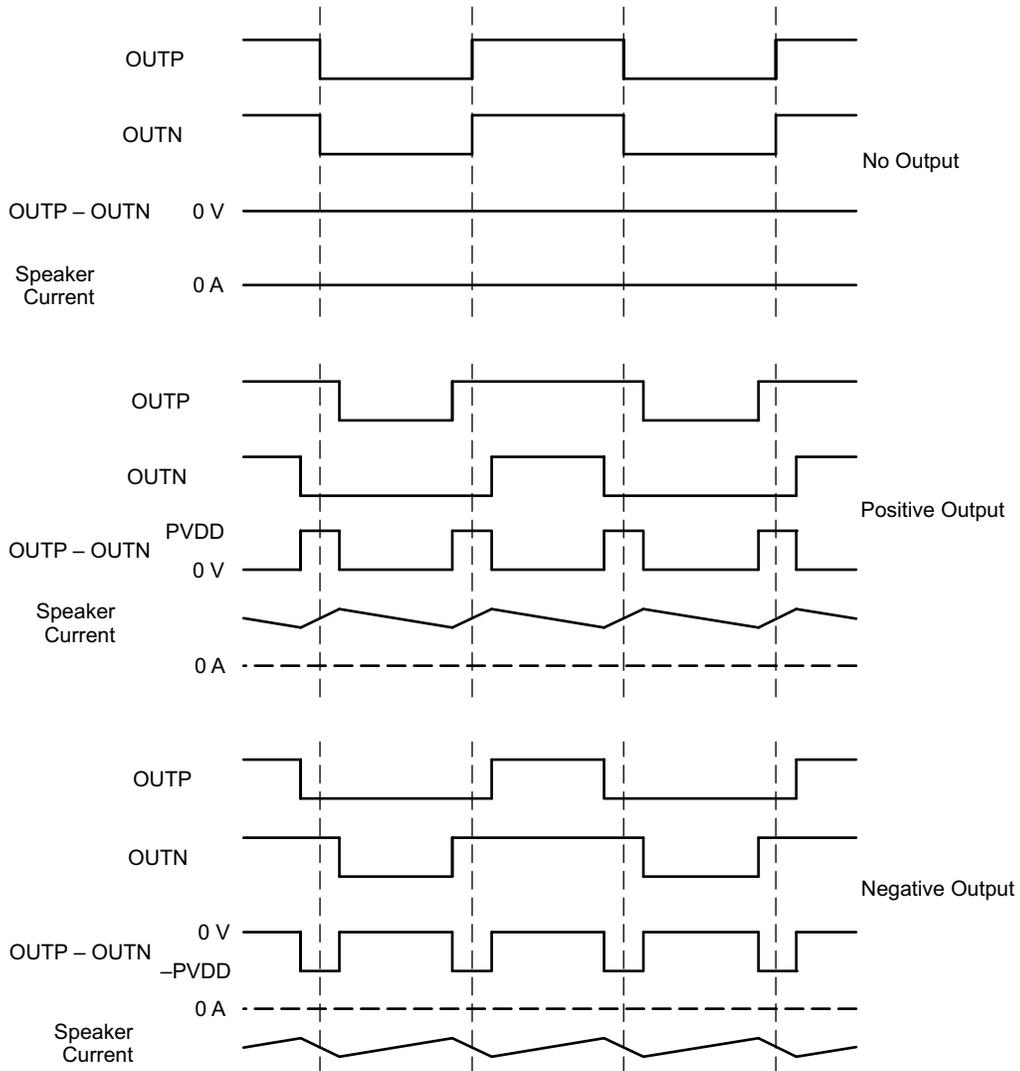 OUTP
OUTN
No Output
OUTP – OUTN 0 V
Speaker
Current
0 A
OUTP
OUTN
Positive Output
PVDD
OUTP – OUTN
0 V
Speaker
Current
0 A
OUTP
OUTN
Negative Output
0 V
OUTP – OUTN
–PVDD
0 A
Speaker
Current